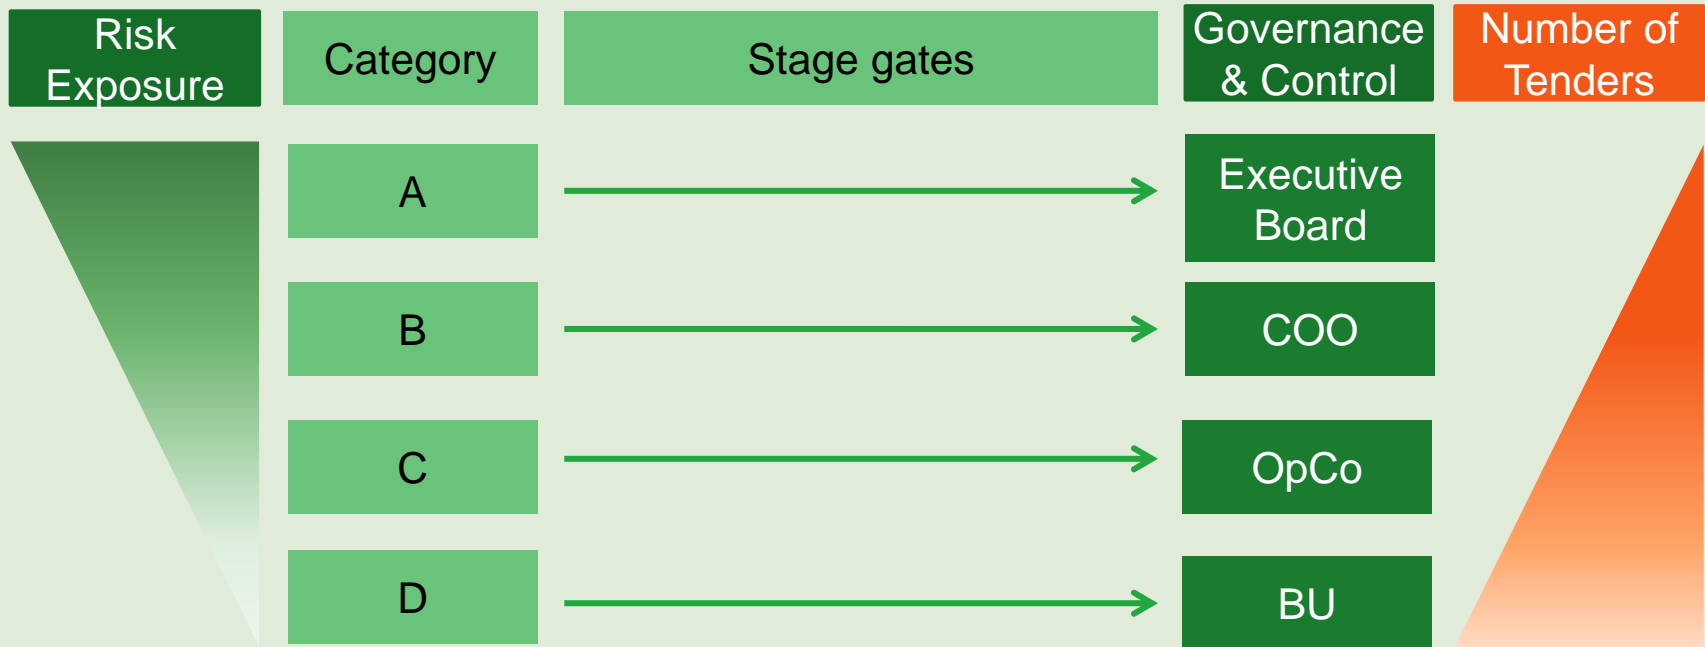 Risk
Exposure
Category
Stage gates
Governance
& Control
Number of
Tenders
A
Executive
Board
B
COO
C
OpCo
D
BU